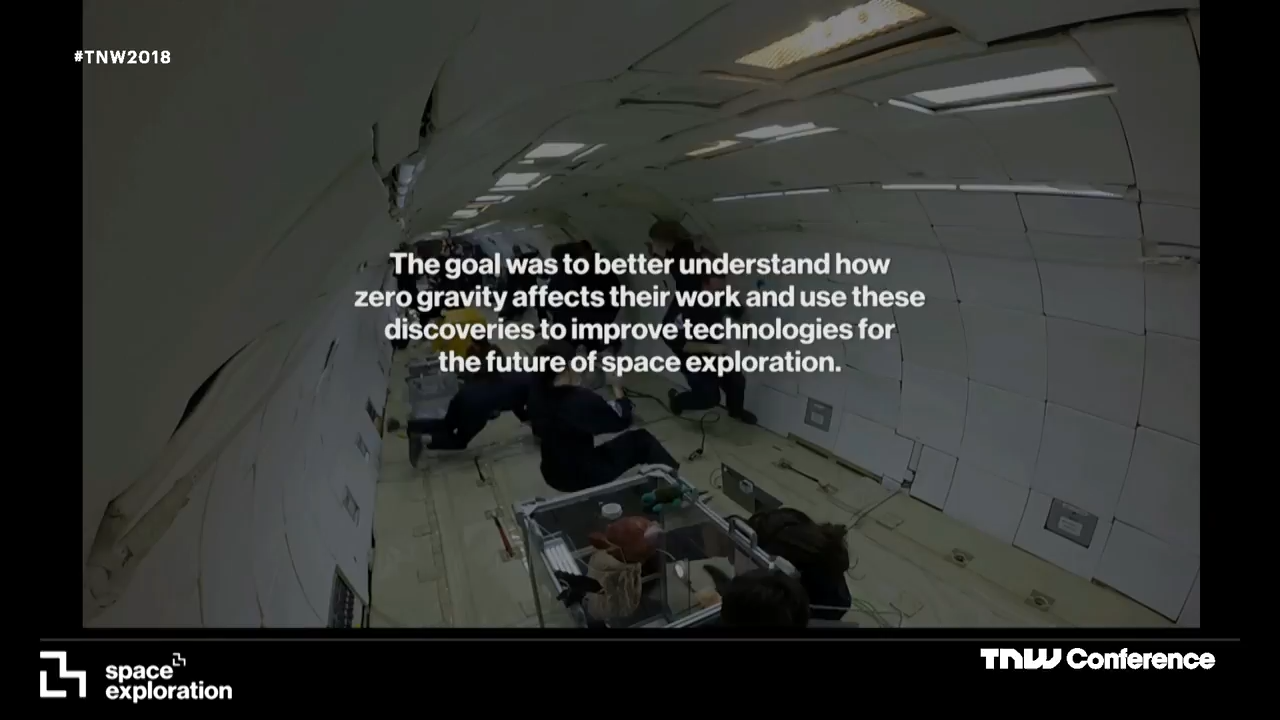 #TNW2018
The goal was to better understand how
zero gravity affects their work and use these
discoveries to improve technologies for
the future of space exploration.
space
exploration
TNW Conference